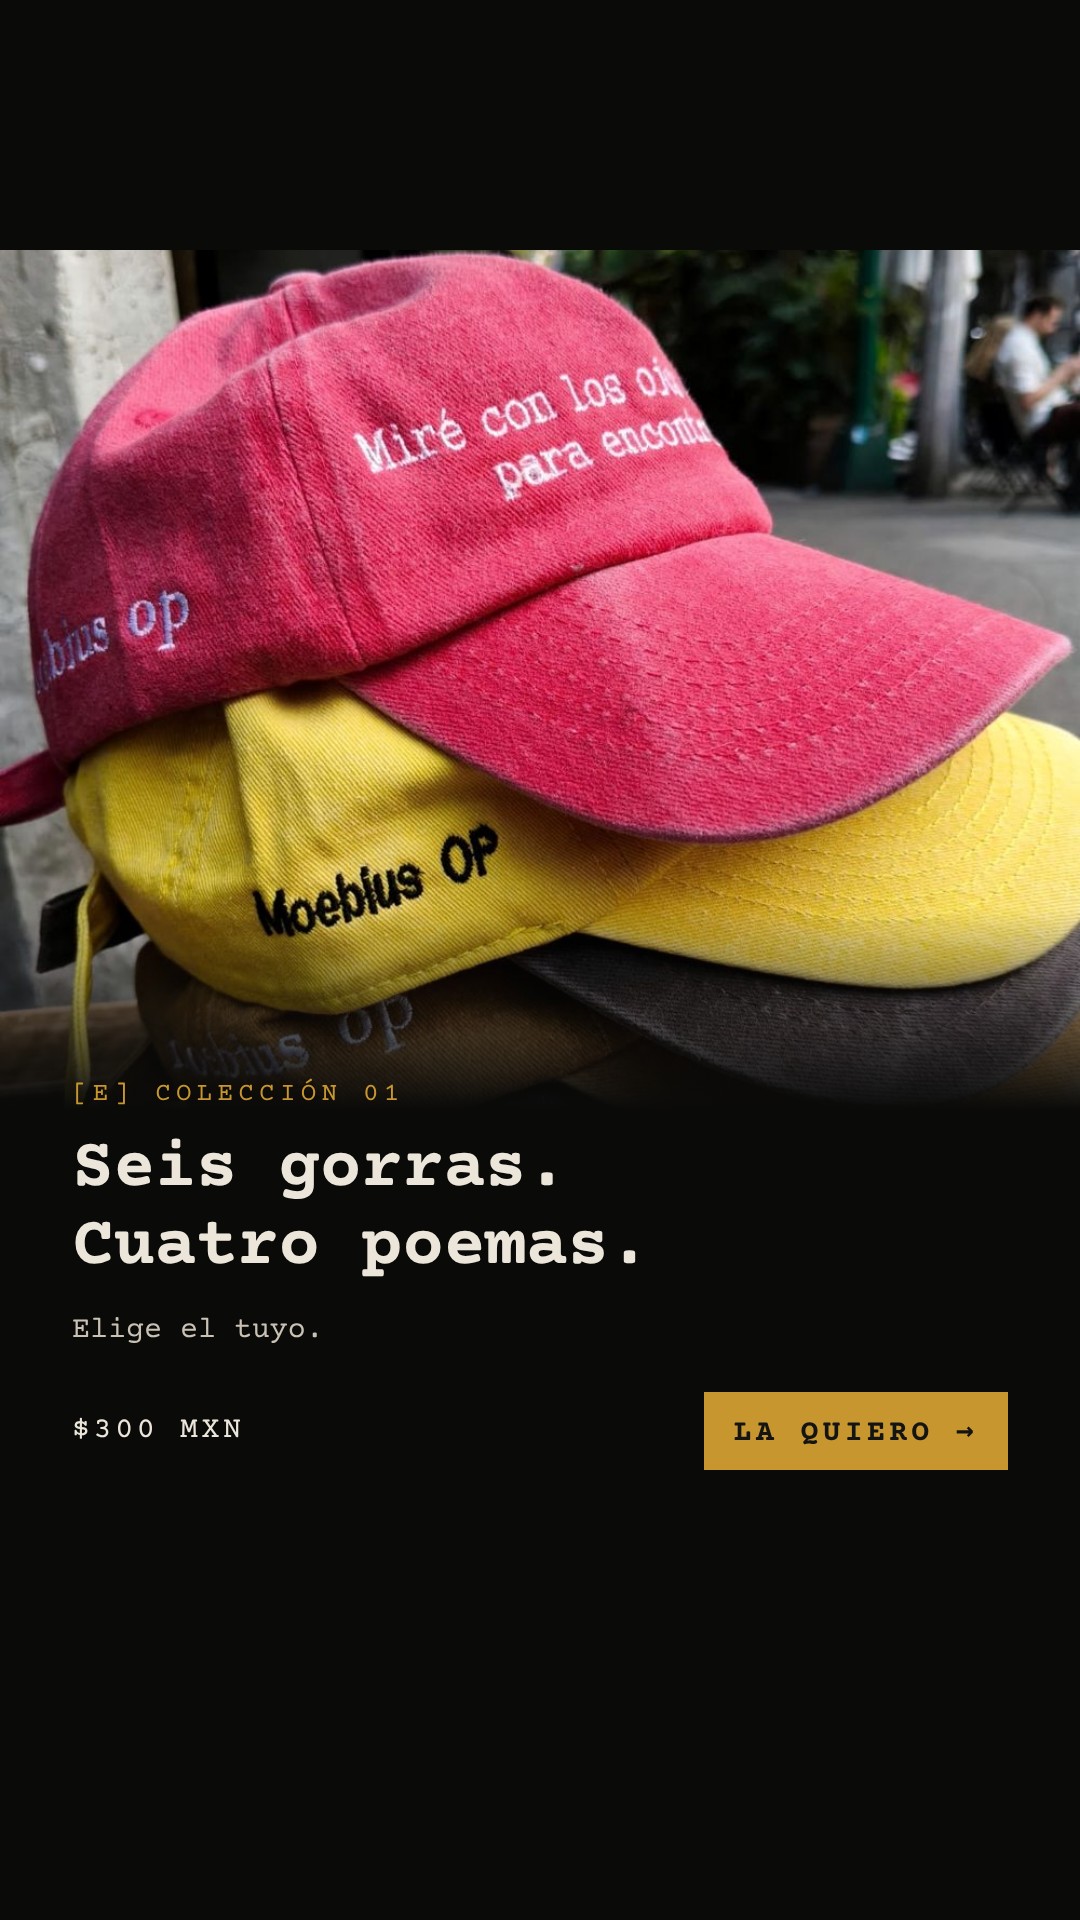 Miré con los
para
op
Moebius OP
op
[E] COLECCIÓN 01
Seis gorras.
Cuatro poemas.
Elige el tuyo.
$300 MXN
LA QUIERO →